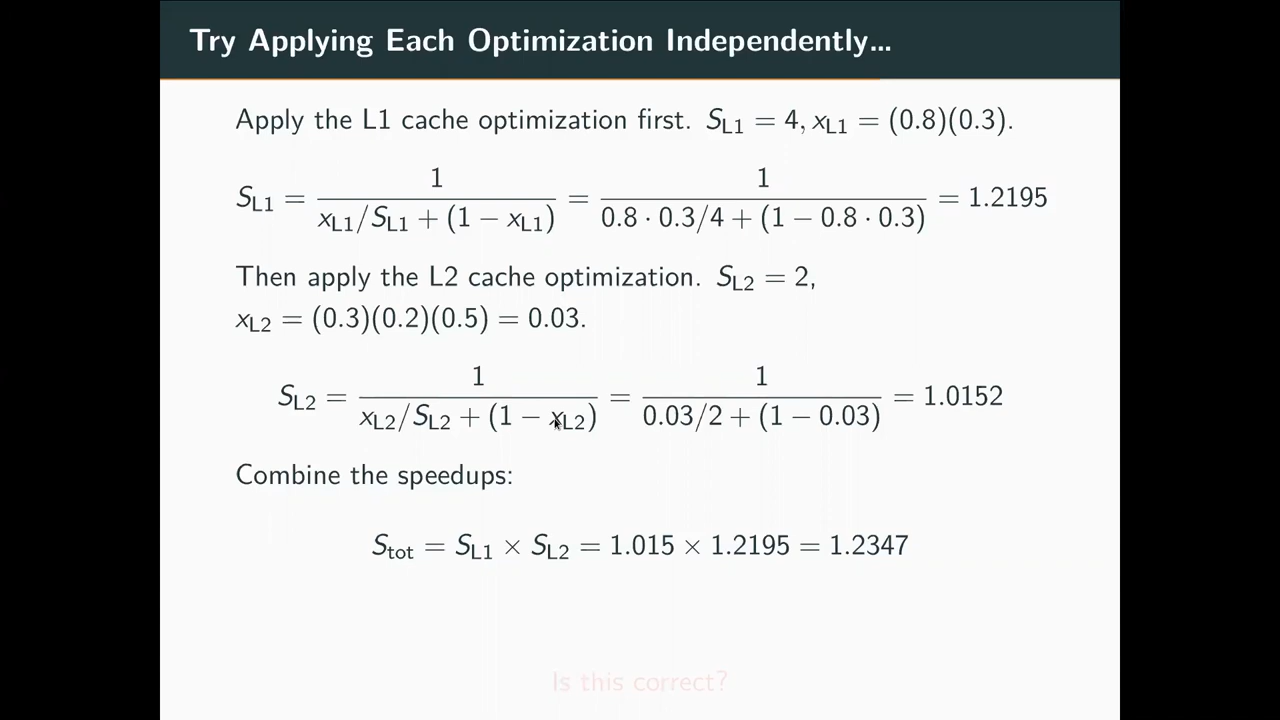 Try Applying Each Optimization Independently...
Apply the L1 cache optimization first. S_L1 = 4, x_L1 = (0.8)(0.3).
S_L1 = 1 / (x_L1/S_L1 + (1 − x_L1)) = 1 / (0.8 · 0.3/4 + (1 − 0.8 · 0.3)) = 1.2195
Then apply the L2 cache optimization. S_L2 = 2,
x_L2 = (0.3)(0.2)(0.5) = 0.03.
S_L2 = 1 / (x_L2/S_L2 + (1 − x_L2)) = 1 / (0.03/2 + (1 − 0.03)) = 1.0152
Combine the speedups:
S_tot = S_L1 × S_L2 = 1.015 × 1.2195 = 1.2347
Is this correct?